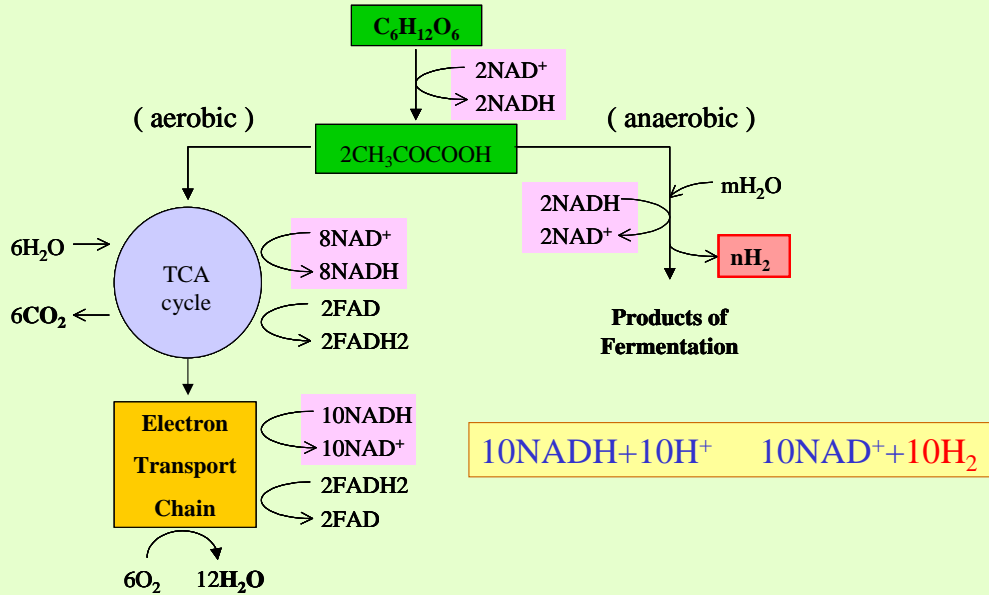 C₆H₁₂O₆
2NAD⁺
2NADH
( aerobic )
( anaerobic )
2CH₃COCOOH
mH₂O
2NADH
2NAD⁺
nH₂
Products of
Fermentation
6H₂O
6CO₂
TCA
cycle
8NAD⁺
8NADH
2FAD
2FADH2
Electron
Transport
Chain
10NADH
10NAD⁺
2FADH2
2FAD
6O₂ 12H₂O
10NADH+10H⁺ 10NAD⁺+10H₂